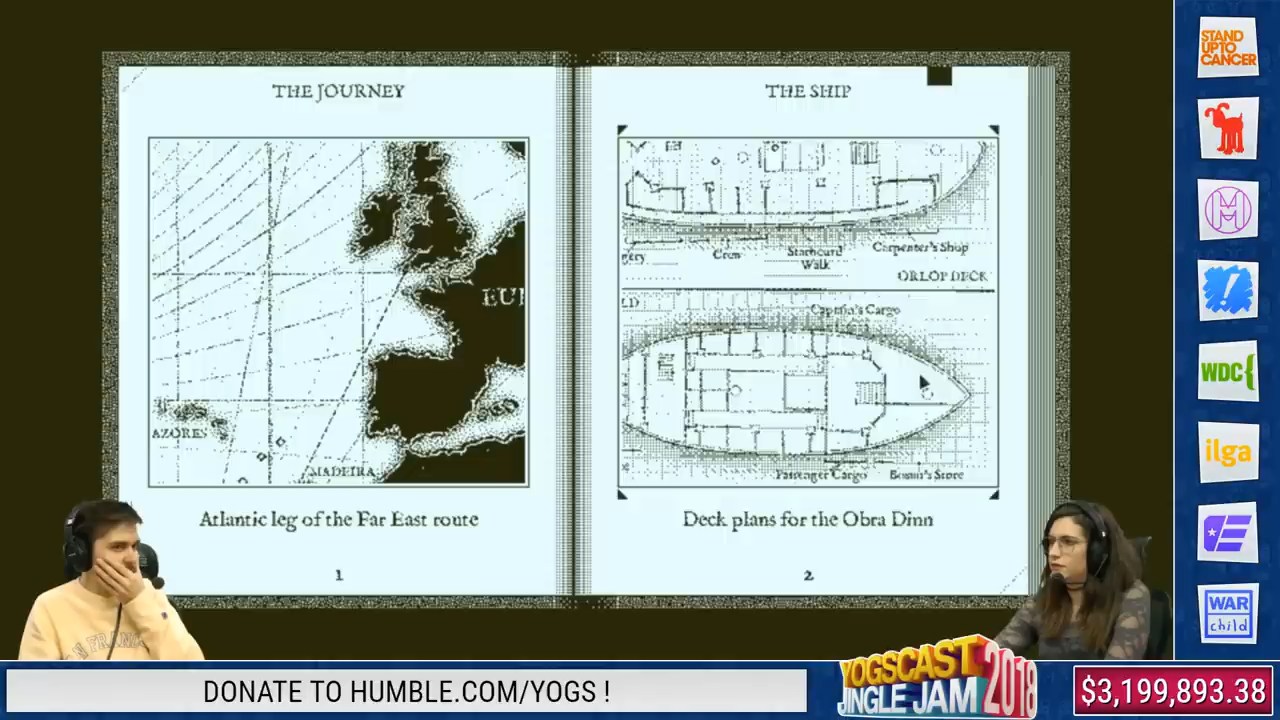 THE JOURNEY
THE SHIP
AZORES
MADEIRA
Crew
Starboard
Walk
Carpenter's Shop
ORLOP DECK
Captain's Cargo
Passenger Cargo
Bosun's Store
Atlantic leg of the Far East route
Deck plans for the Obra Dinn
1
2
STAND
UP TO
CANCER
WDC
ilga
WAR
child
DONATE TO HUMBLE.COM/YOGS !
YOGSCAST
JINGLE JAM
2018
$3,199,893.38